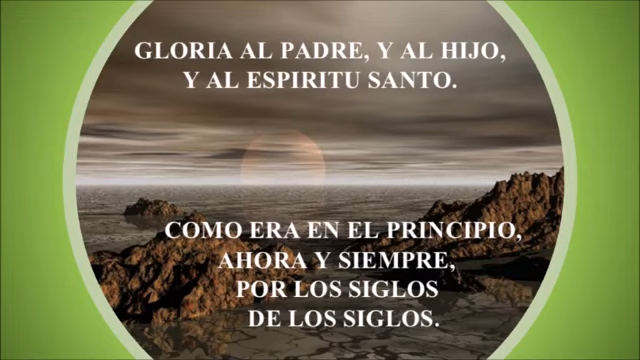 GLORIA AL PADRE, Y AL HIJO,
Y AL ESPIRITU SANTO.
COMO ERA EN EL PRINCIPIO,
AHORA Y SIEMPRE,
POR LOS SIGLOS
DE LOS SIGLOS.